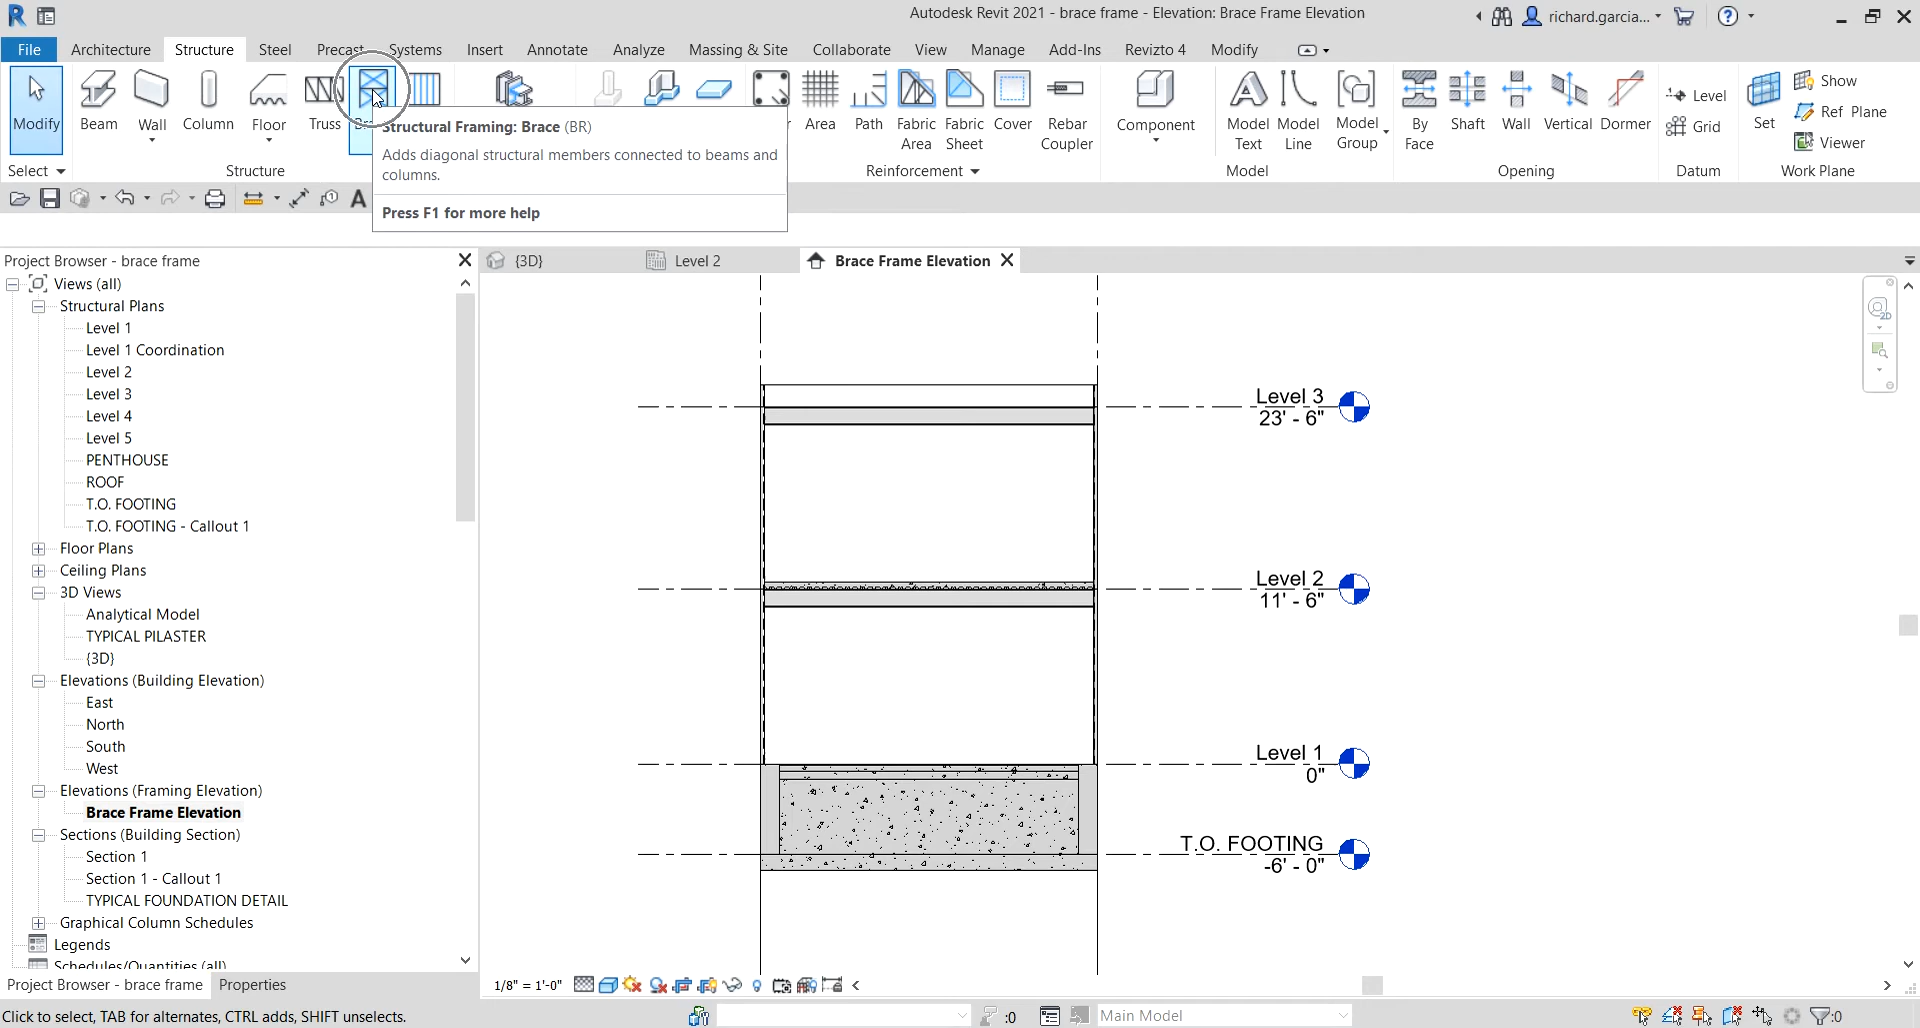 Autodesk Revit 2021 - brace frame - Elevation: Brace Frame Elevation
richard.garcia...
File Architecture Structure Steel Precast Systems Insert Annotate Analyze Massing & Site Collaborate View Manage Add-Ins Revizto 4 Modify
Modify Beam Wall Column Floor Truss Area Path Fabric Area Fabric Sheet Cover Rebar Coupler Component Model Text Model Line Model Group By Face Shaft Wall Vertical Dormer Level Grid Set Show Ref Plane Viewer
Select Structure Reinforcement Model Opening Datum Work Plane
Structural Framing: Brace (BR)
Adds diagonal structural members connected to beams and
columns.
Press F1 for more help
Project Browser - brace frame
{3D} Level 2 Brace Frame Elevation
Views (all)
Structural Plans
Level 1
Level 1 Coordination
Level 2
Level 3
Level 4
Level 5
PENTHOUSE
ROOF
T.O. FOOTING
T.O. FOOTING - Callout 1
Floor Plans
Ceiling Plans
3D Views
Analytical Model
TYPICAL PILASTER
{3D}
Elevations (Building Elevation)
East
North
South
West
Elevations (Framing Elevation)
Brace Frame Elevation
Sections (Building Section)
Section 1
Section 1 - Callout 1
TYPICAL FOUNDATION DETAIL
Graphical Column Schedules
Legends
Schedules/Quantities (all)
Project Browser - brace frame Properties
Level 3
23' - 6"
Level 2
11' - 6"
Level 1
0"
T.O. FOOTING
-6' - 0"
2D
1/8" = 1'-0"
Click to select, TAB for alternates, CTRL adds, SHIFT unselects.
:0
Main Model
:0